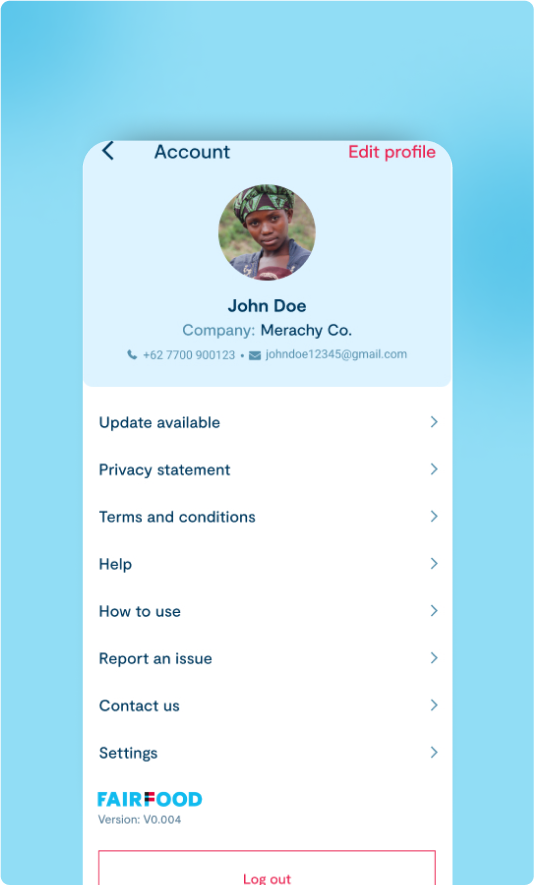 Account Edit profile
John Doe
Company: Merachy Co.
+62 7700 900123 • johndoe12345@gmail.com
Update available
Privacy statement
Terms and conditions
Help
How to use
Report an issue
Contact us
Settings
FAIRFOOD
Version: V0.004
Log out